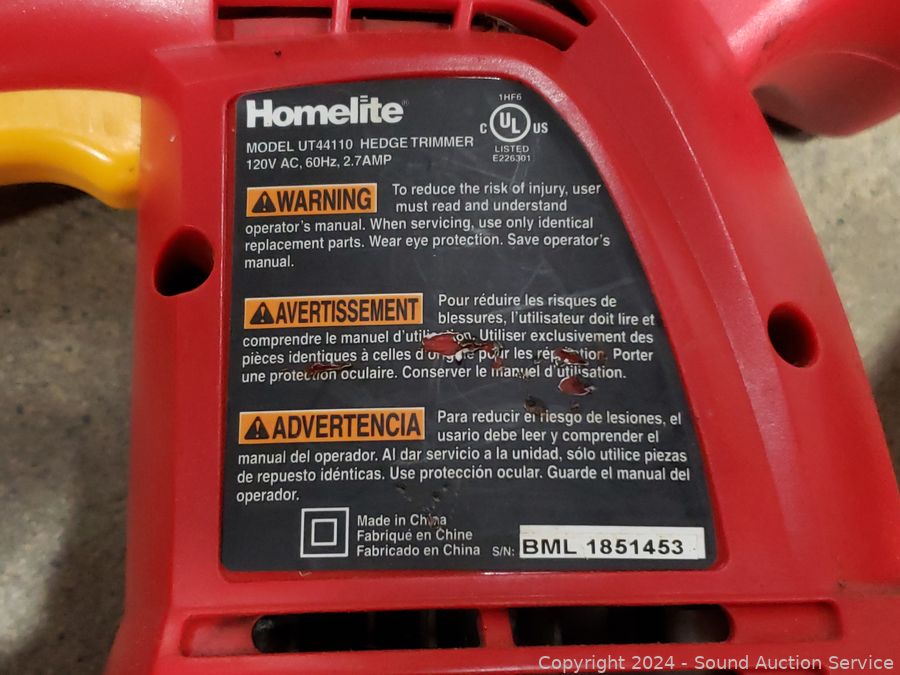 Homelite
MODEL UT44110 HEDGE TRIMMER
120V AC, 60Hz, 2.7AMP
1HF6
C UL US
LISTED
E226301
WARNING To reduce the risk of injury, user
must read and understand
operator's manual. When servicing, use only identical
replacement parts. Wear eye protection. Save operator's
manual.
AVERTISSEMENT Pour réduire les risques de
blessures, l'utilisateur doit lire et
comprendre le manuel d'utilisation. Utiliser exclusivement des
pièces identiques à celles d'origine pour les réparation. Porter
une protection oculaire. Conserver le manuel d'utilisation.
ADVERTENCIA Para reducir el riesgo de lesiones, el
usario debe leer y comprender el
manual del operador. Al dar servicio a la unidad, sólo utilice piezas
de repuesto idénticas. Use protección ocular. Guarde el manual del
operador.
Made in China
Fabriqué en Chine
Fabricado en China
S/N: BML 1851453
Copyright 2024 - Sound Auction Service